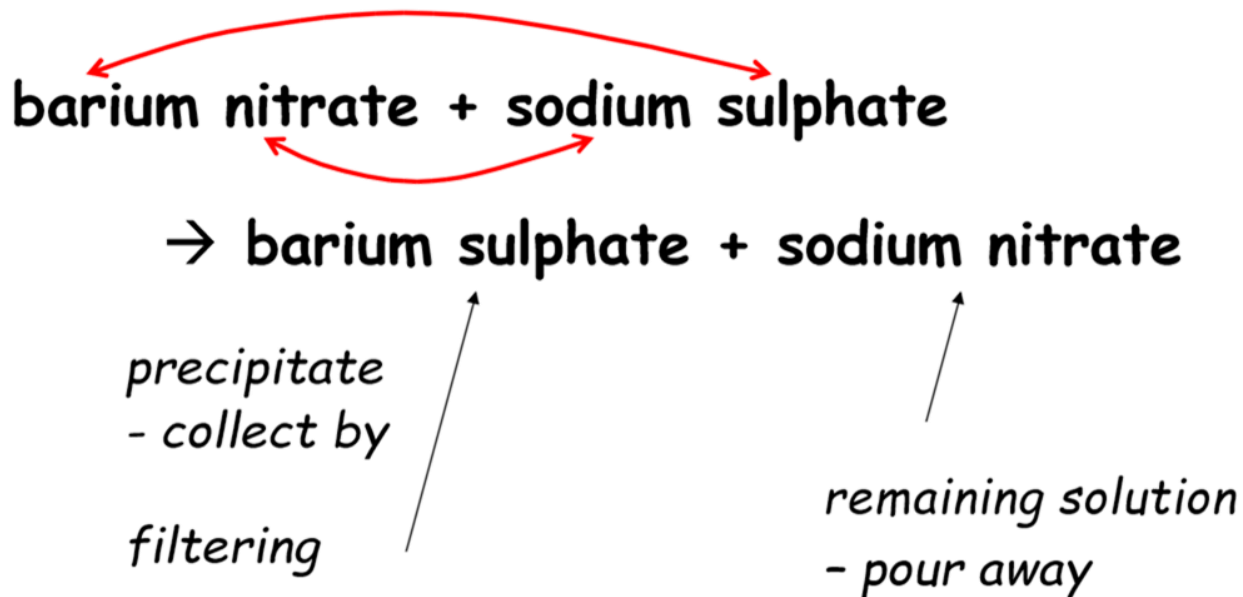 barium nitrate + sodium sulphate
→ barium sulphate + sodium nitrate
precipitate
- collect by
filtering
remaining solution
– pour away